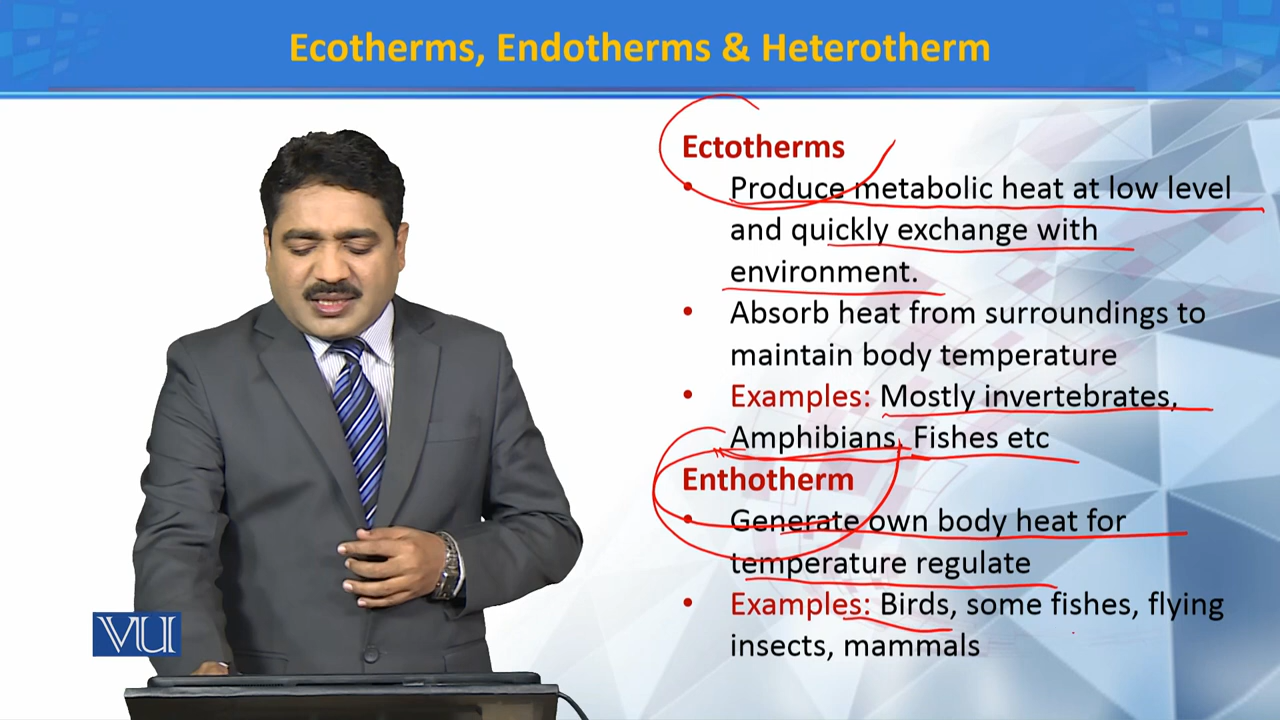 Ecotherms, Endotherms & Heterotherm
Ectotherms
• Produce metabolic heat at low level
and quickly exchange with
environment.
• Absorb heat from surroundings to
maintain body temperature
• Examples: Mostly invertebrates,
Amphibians, Fishes etc
Enthotherm
• Generate own body heat for
temperature regulate
• Examples: Birds, some fishes, flying
insects, mammals
VU